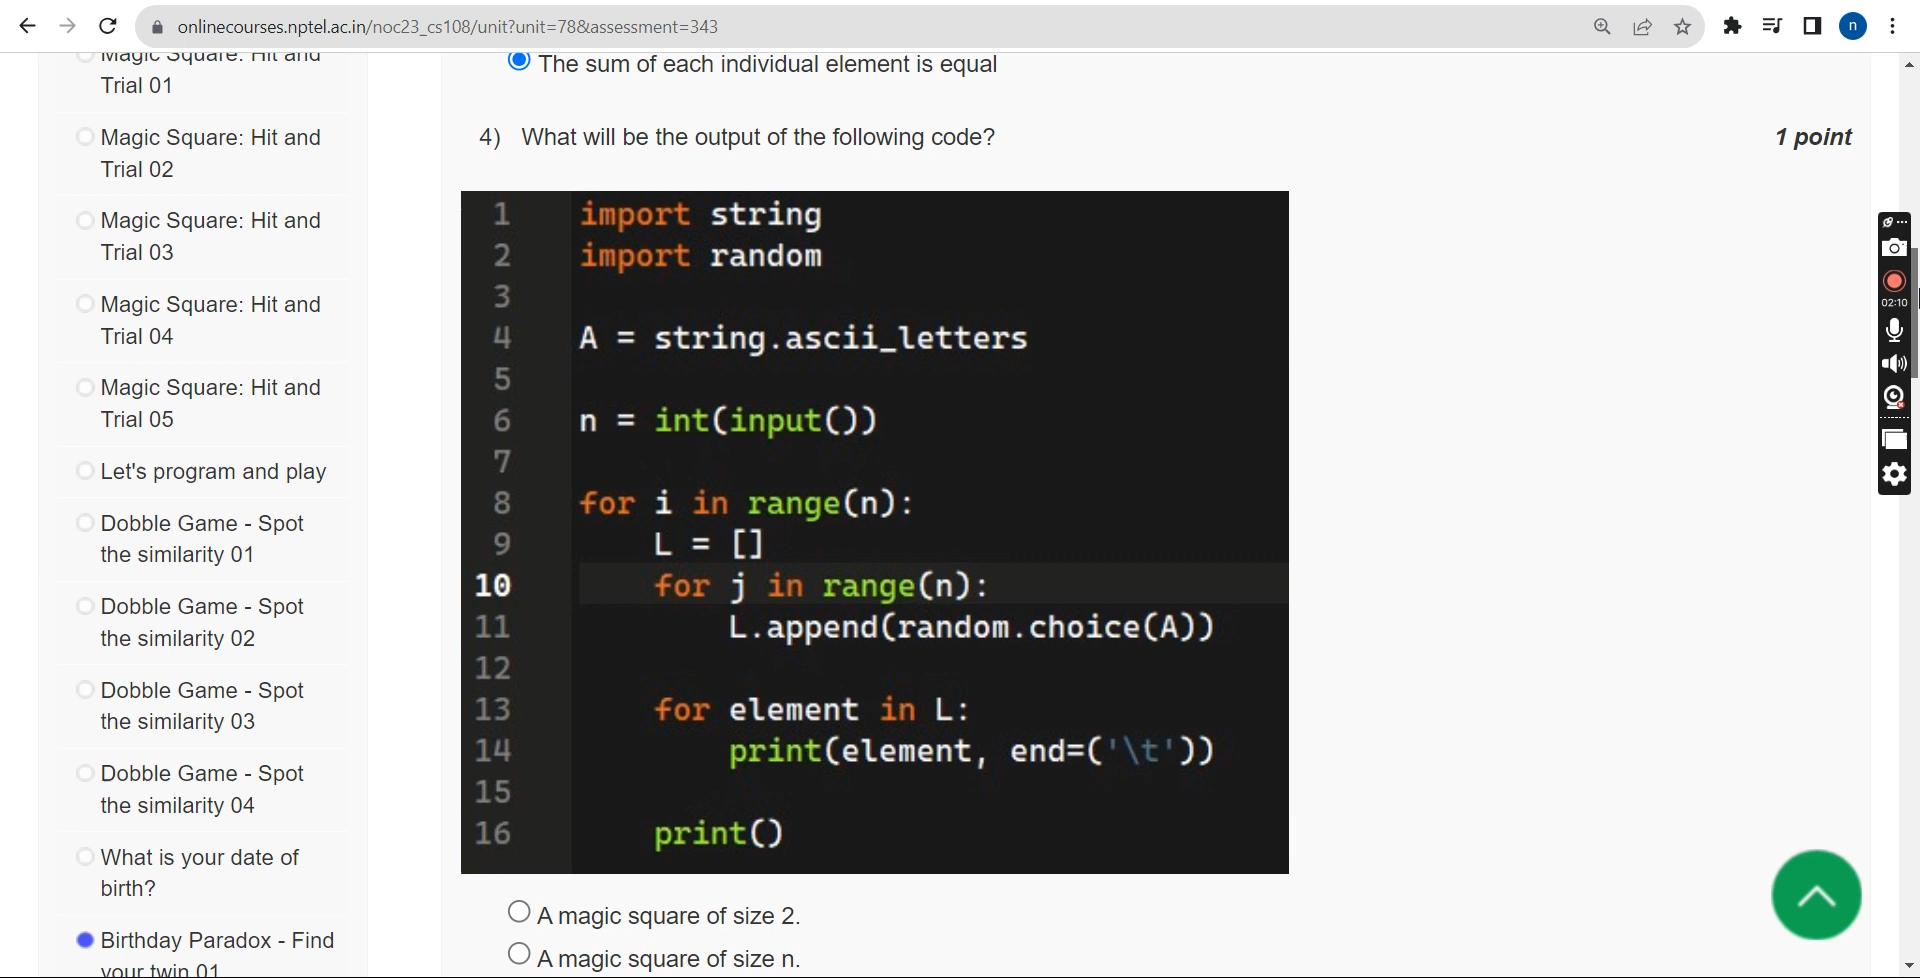 onlinecourses.nptel.ac.in/noc23_cs108/unit?unit=78&assessment=343
n
Magic Square: Hit and
Trial 01
Magic Square: Hit and
Trial 02
Magic Square: Hit and
Trial 03
Magic Square: Hit and
Trial 04
Magic Square: Hit and
Trial 05
Let's program and play
Dobble Game - Spot
the similarity 01
Dobble Game - Spot
the similarity 02
Dobble Game - Spot
the similarity 03
Dobble Game - Spot
the similarity 04
What is your date of
birth?
Birthday Paradox - Find
your twin 01
The sum of each individual element is equal
4) What will be the output of the following code?
1 point
1 import string
2 import random
3
4 A = string.ascii_letters
5
6 n = int(input())
7
8 for i in range(n):
9 L = []
10 for j in range(n):
11 L.append(random.choice(A))
12
13 for element in L:
14 print(element, end=('\t'))
15
16 print()
A magic square of size 2.
A magic square of size n.
02:10